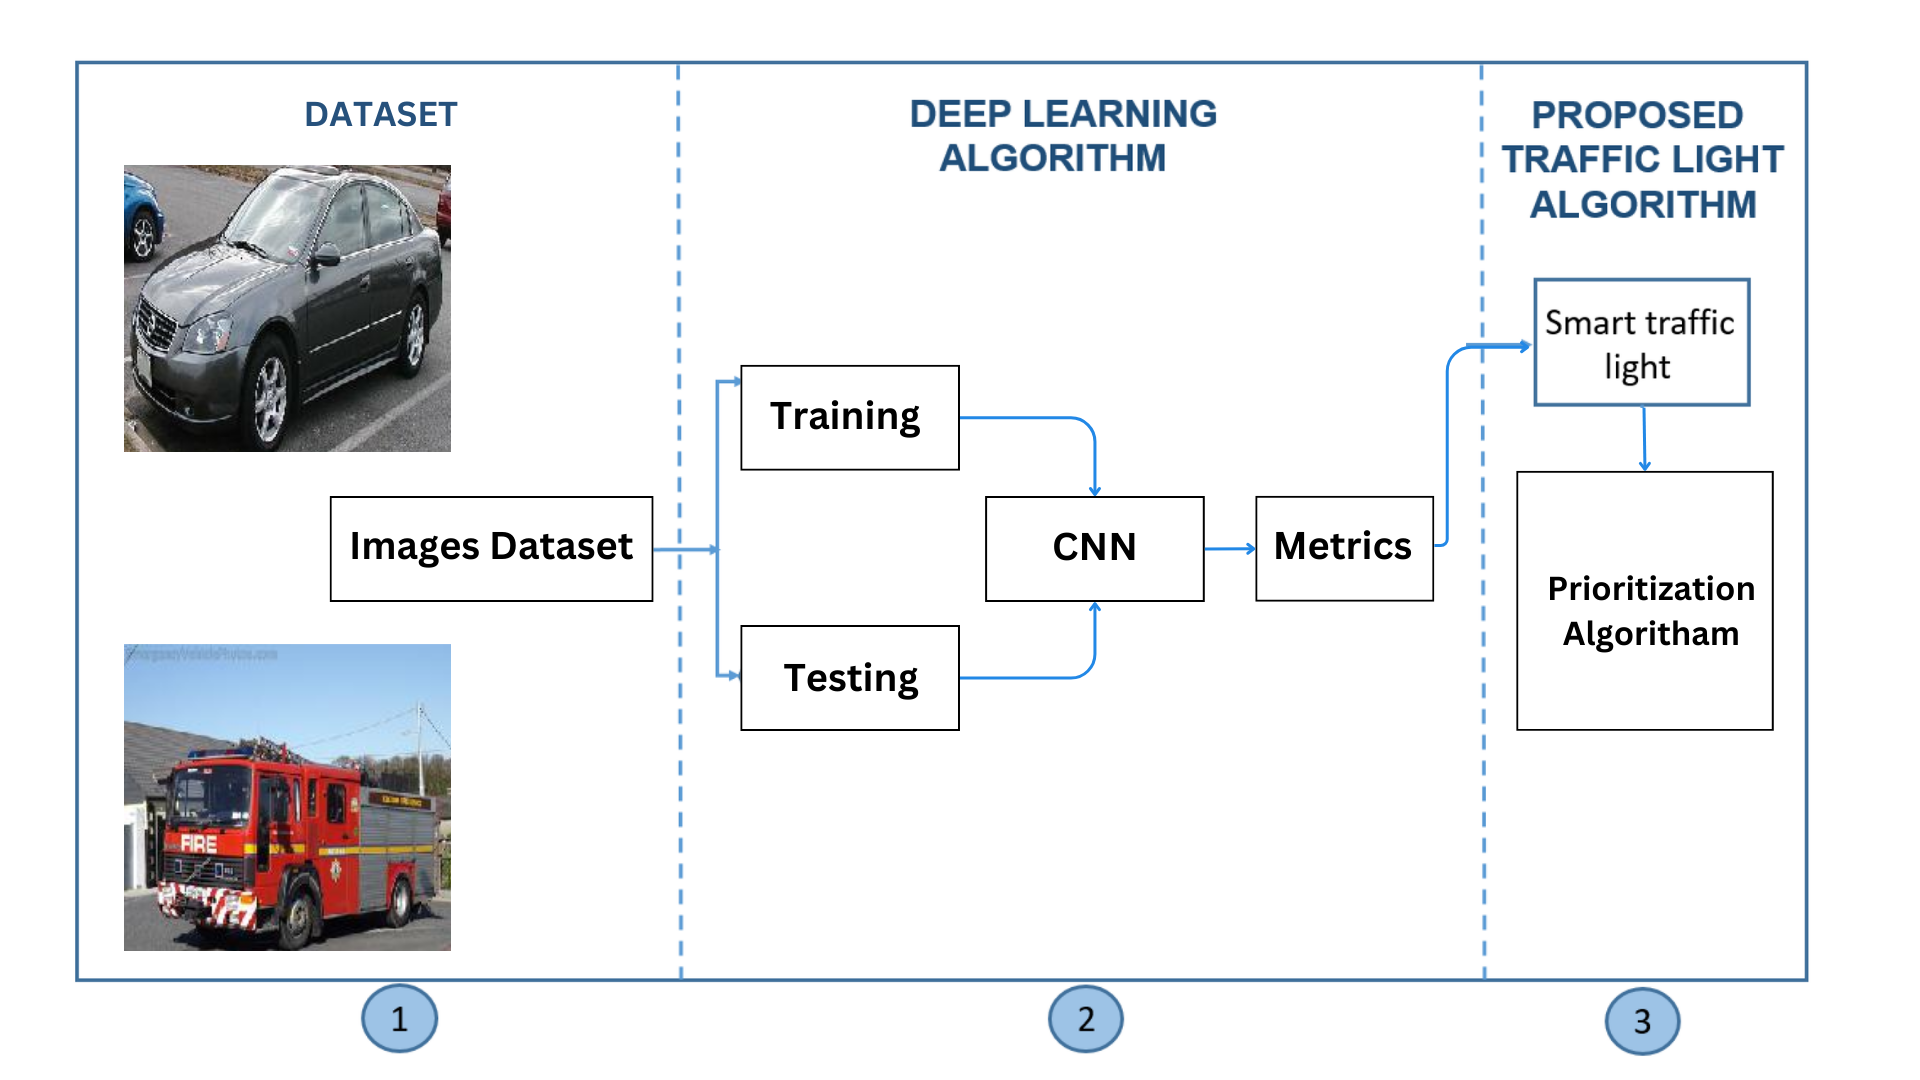 DATASET
DEEP LEARNING
ALGORITHM
PROPOSED
TRAFFIC LIGHT
ALGORITHM
Smart traffic
light
Training
Images Dataset
CNN
Metrics
Testing
Prioritization
Algoritham
FIRE
1
2
3